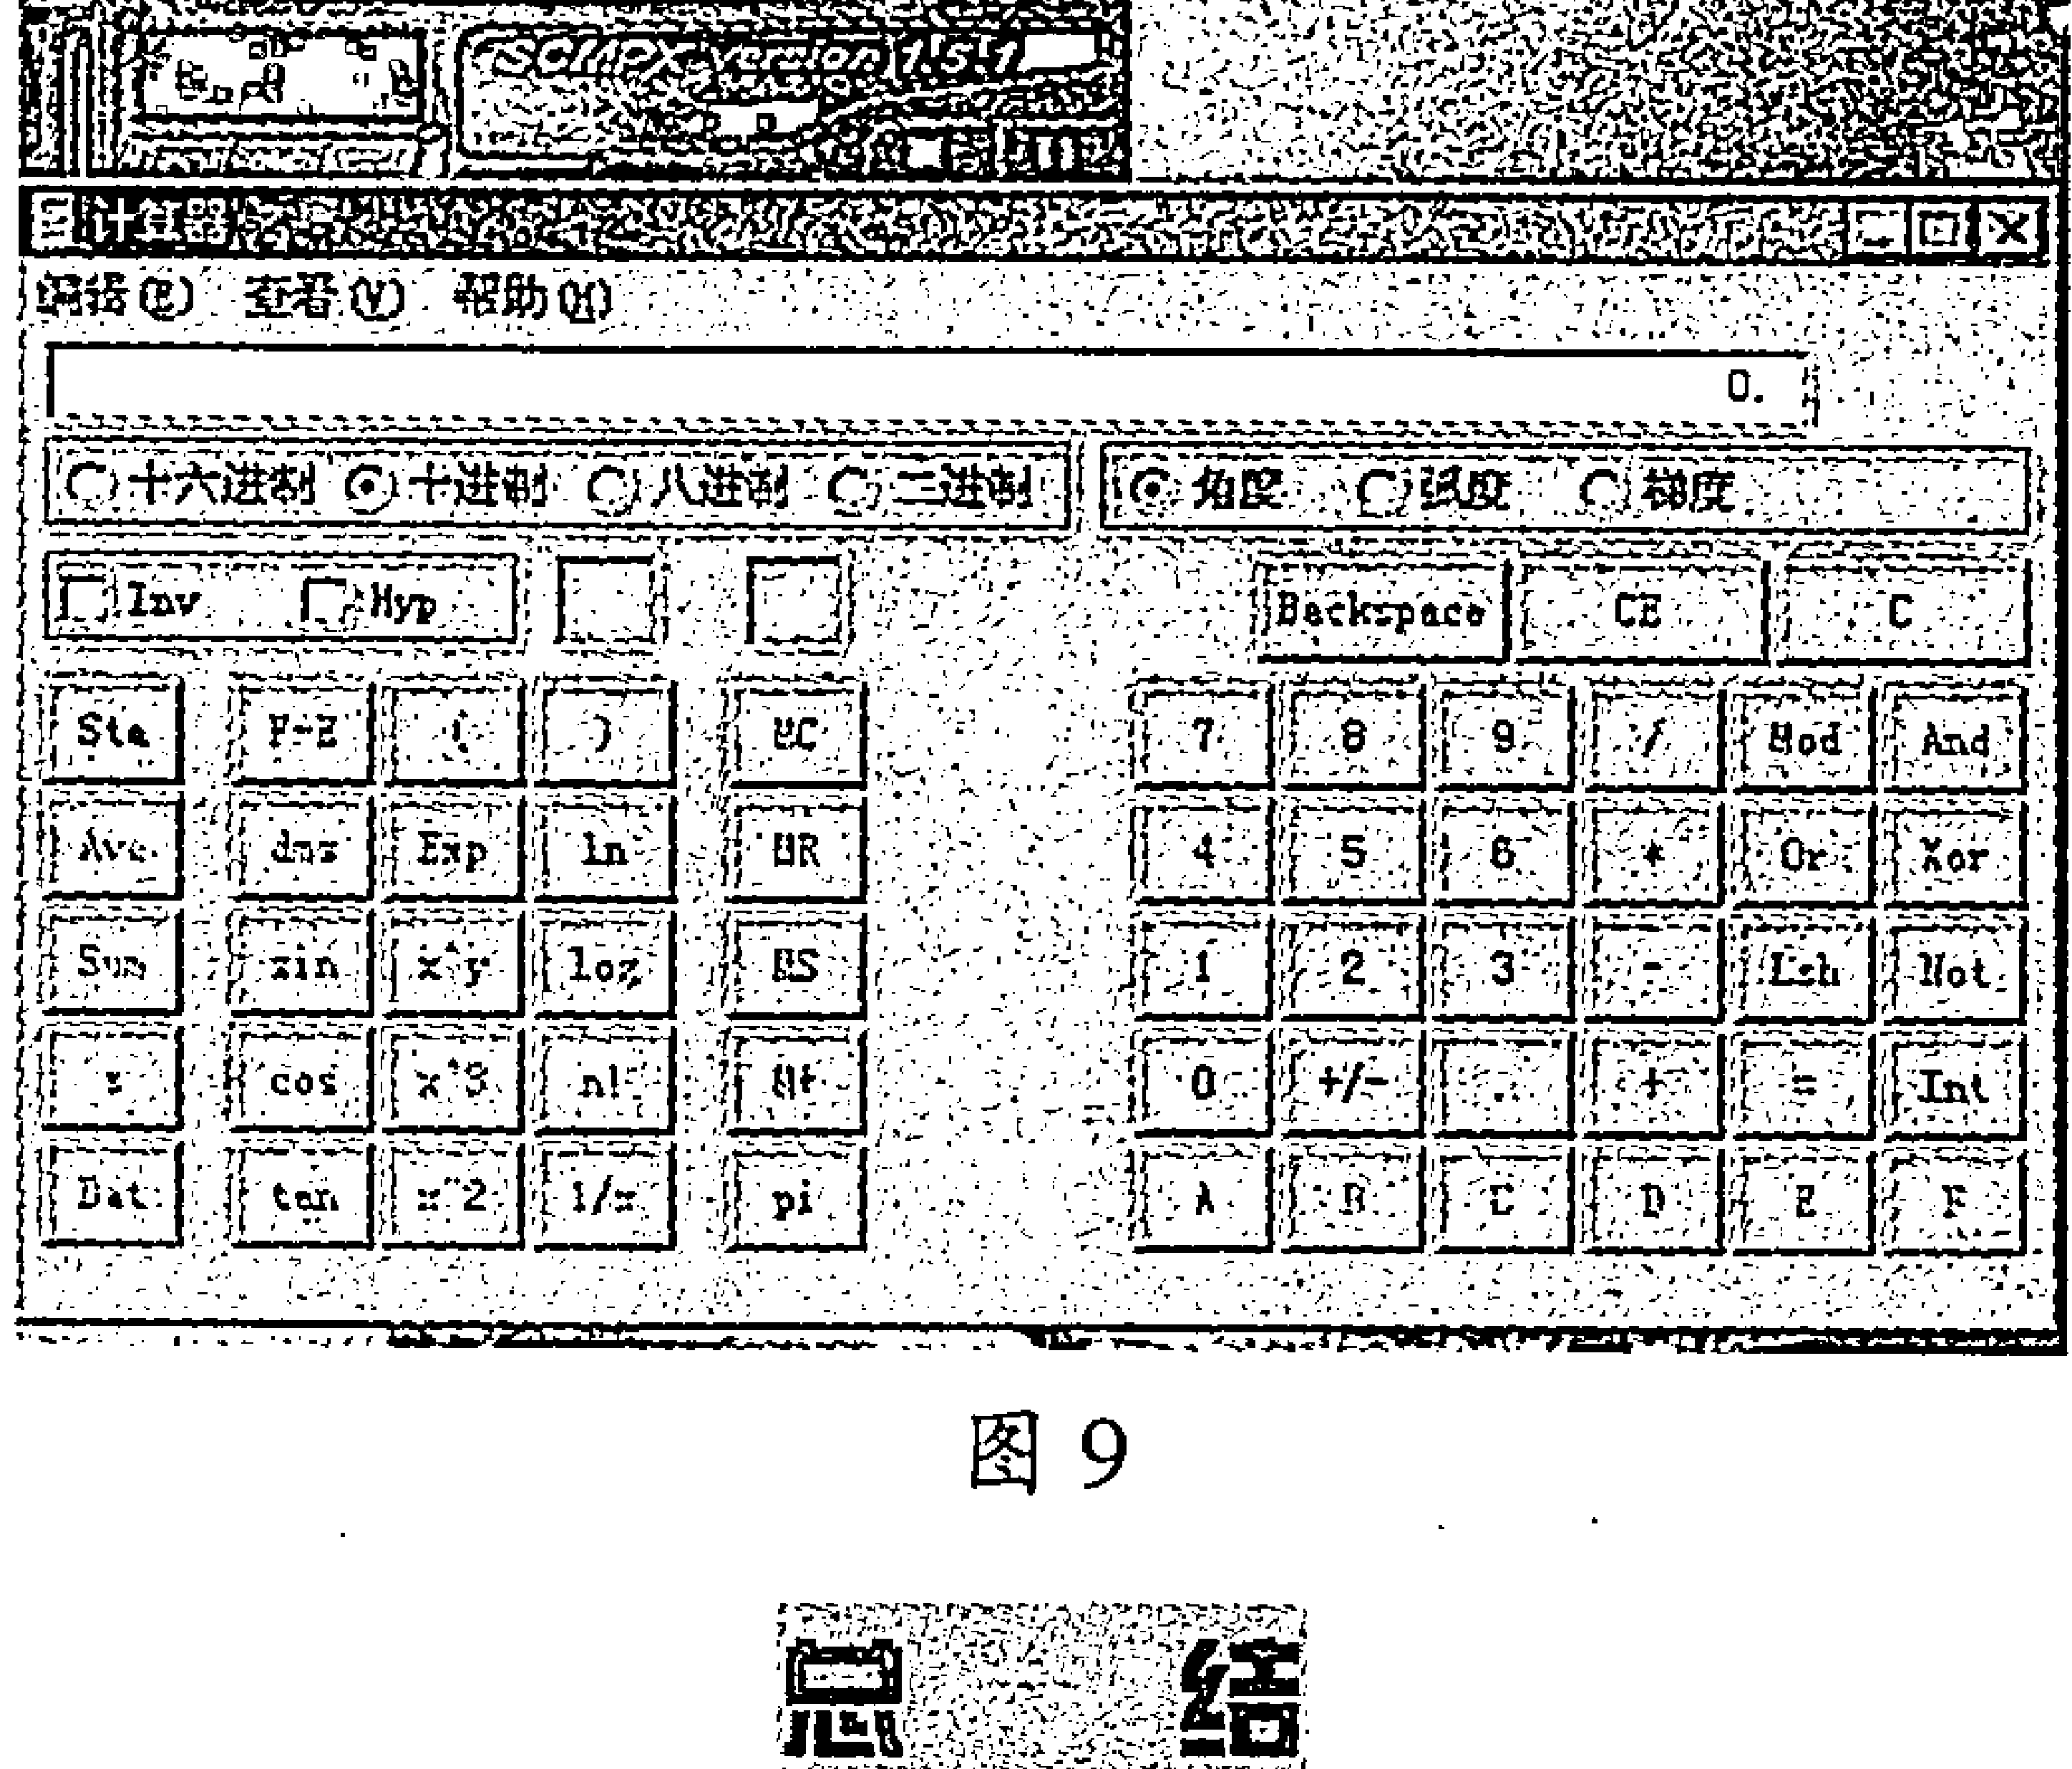 计算器
编辑(E) 查看(V) 帮助(H)
0.
十六进制 十进制 八进制 二进制 角度 弧度 梯度
Inv Hyp Backspace CE C
Sta F-E ( ) MC 7 8 9 / Mod And
Ave dms Exp ln MR 4 5 6 * Or Xor
Sum sin x^y log MS 1 2 3 - Lsh Not
s cos x^3 n! M+ 0 +/- . + = Int
Dat tan x^2 1/x pi A B C D E F
图 9
总 结